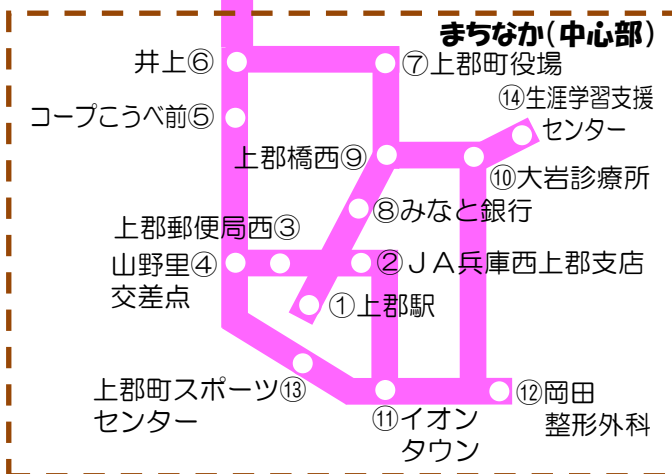 まちなか(中心部)
井上⑥
⑦上郡町役場
⑭生涯学習支援
センター
コープこうべ前⑤
上郡橋西⑨
⑩大岩診療所
⑧みなと銀行
上郡郵便局西③
山野里④
交差点
②ＪＡ兵庫西上郡支店
①上郡駅
上郡町スポーツ⑬
センター
⑪イオン
タウン
⑫岡田
整形外科